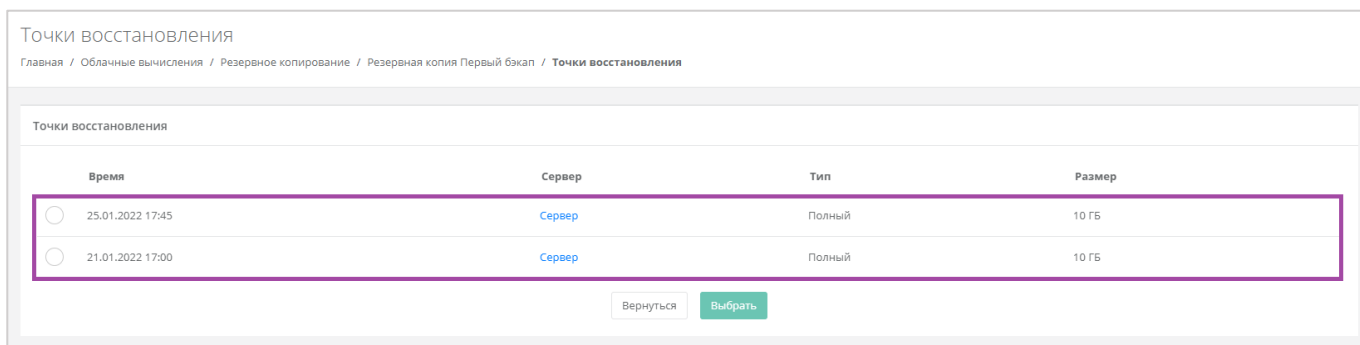 Точки восстановления
Главная / Облачные вычисления / Резервное копирование / Резервная копия Первый бэкап / Точки восстановления
Точки восстановления
Время Сервер Тип Размер
25.01.2022 17:45 Сервер Полный 10 ГБ
21.01.2022 17:00 Сервер Полный 10 ГБ
Вернуться Выбрать